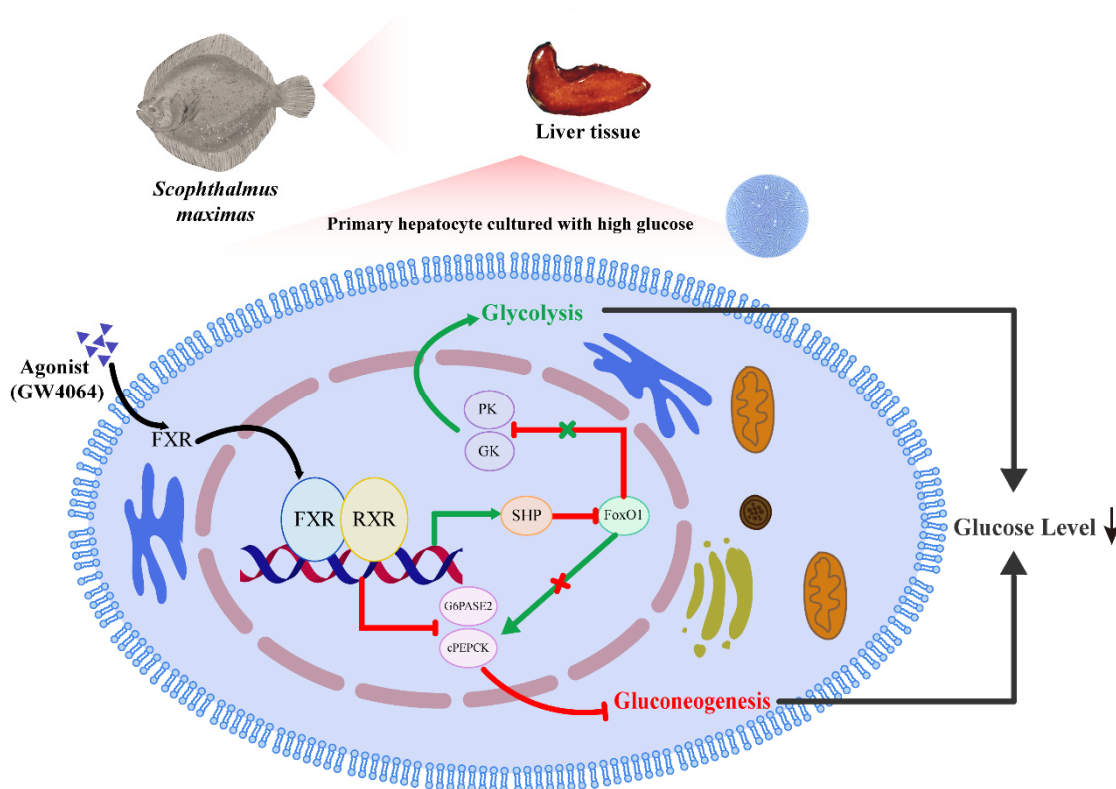 Liver tissue
Scophthalmus
maximas
Primary hepatocyte cultured with high glucose
Glycolysis
Agonist
(GW4064)
FXR
PK
GK
FXR
RXR
SHP
FoxO1
Glucose Level
G6PASE2
cPEPCK
Gluconeogenesis